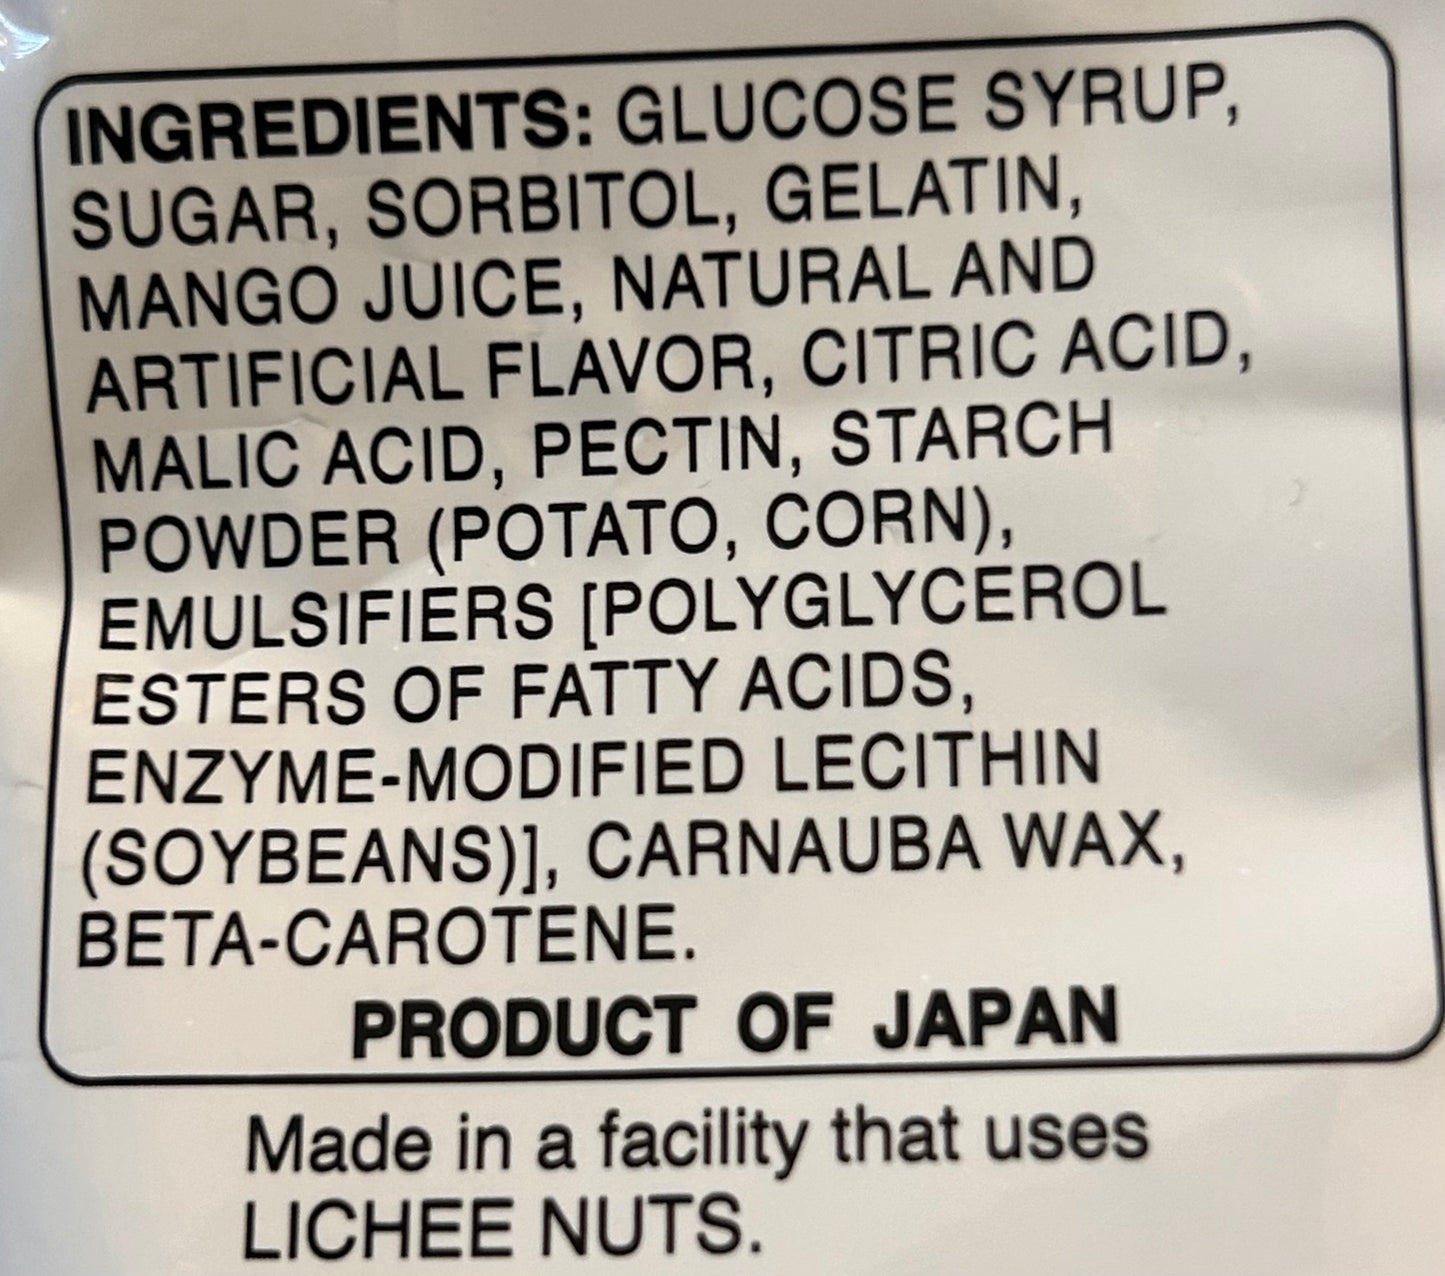 INGREDIENTS: GLUCOSE SYRUP,
SUGAR, SORBITOL, GELATIN,
MANGO JUICE, NATURAL AND
ARTIFICIAL FLAVOR, CITRIC ACID,
MALIC ACID, PECTIN, STARCH
POWDER (POTATO, CORN),
EMULSIFIERS [POLYGLYCEROL
ESTERS OF FATTY ACIDS,
ENZYME-MODIFIED LECITHIN
(SOYBEANS)], CARNAUBA WAX,
BETA-CAROTENE.
PRODUCT OF JAPAN
Made in a facility that uses
LICHEE NUTS.